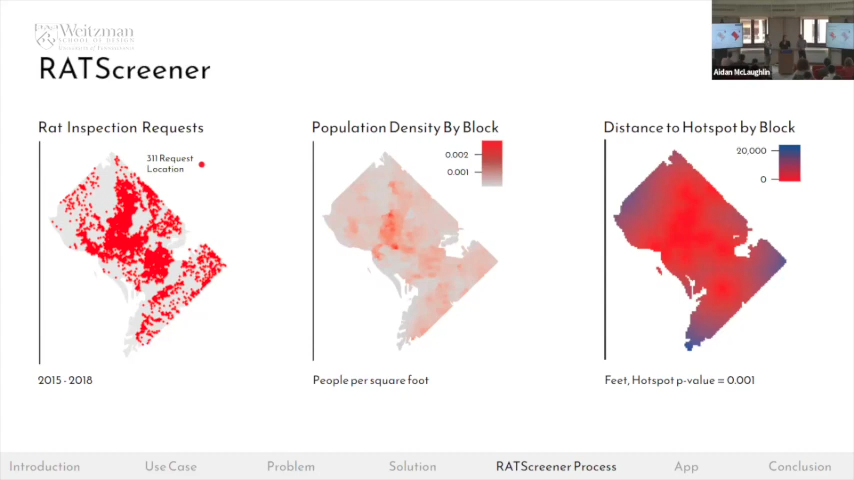 Weitzman
SCHOOL OF DESIGN
UNIVERSITY of PENNSYLVANIA
RATScreener
Aidan McLaughlin
Rat Inspection Requests
311 Request
Location
2015 - 2018
Population Density By Block
0.002
0.001
People per square foot
Distance to Hotspot by Block
20,000
0
Feet, Hotspot p-value = 0.001
Introduction
Use Case
Problem
Solution
RATScreener Process
App
Conclusion